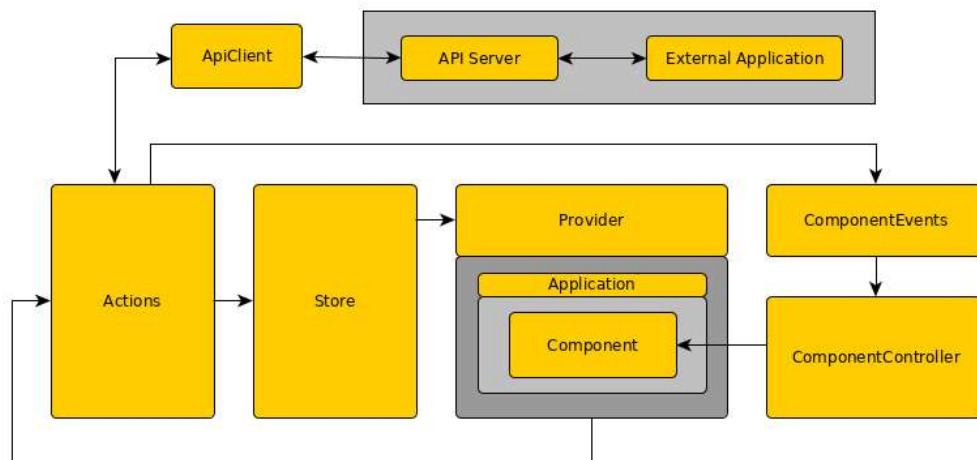 ApiClient
API Server
External Application
Actions
Store
Provider
Application
Component
ComponentEvents
ComponentController